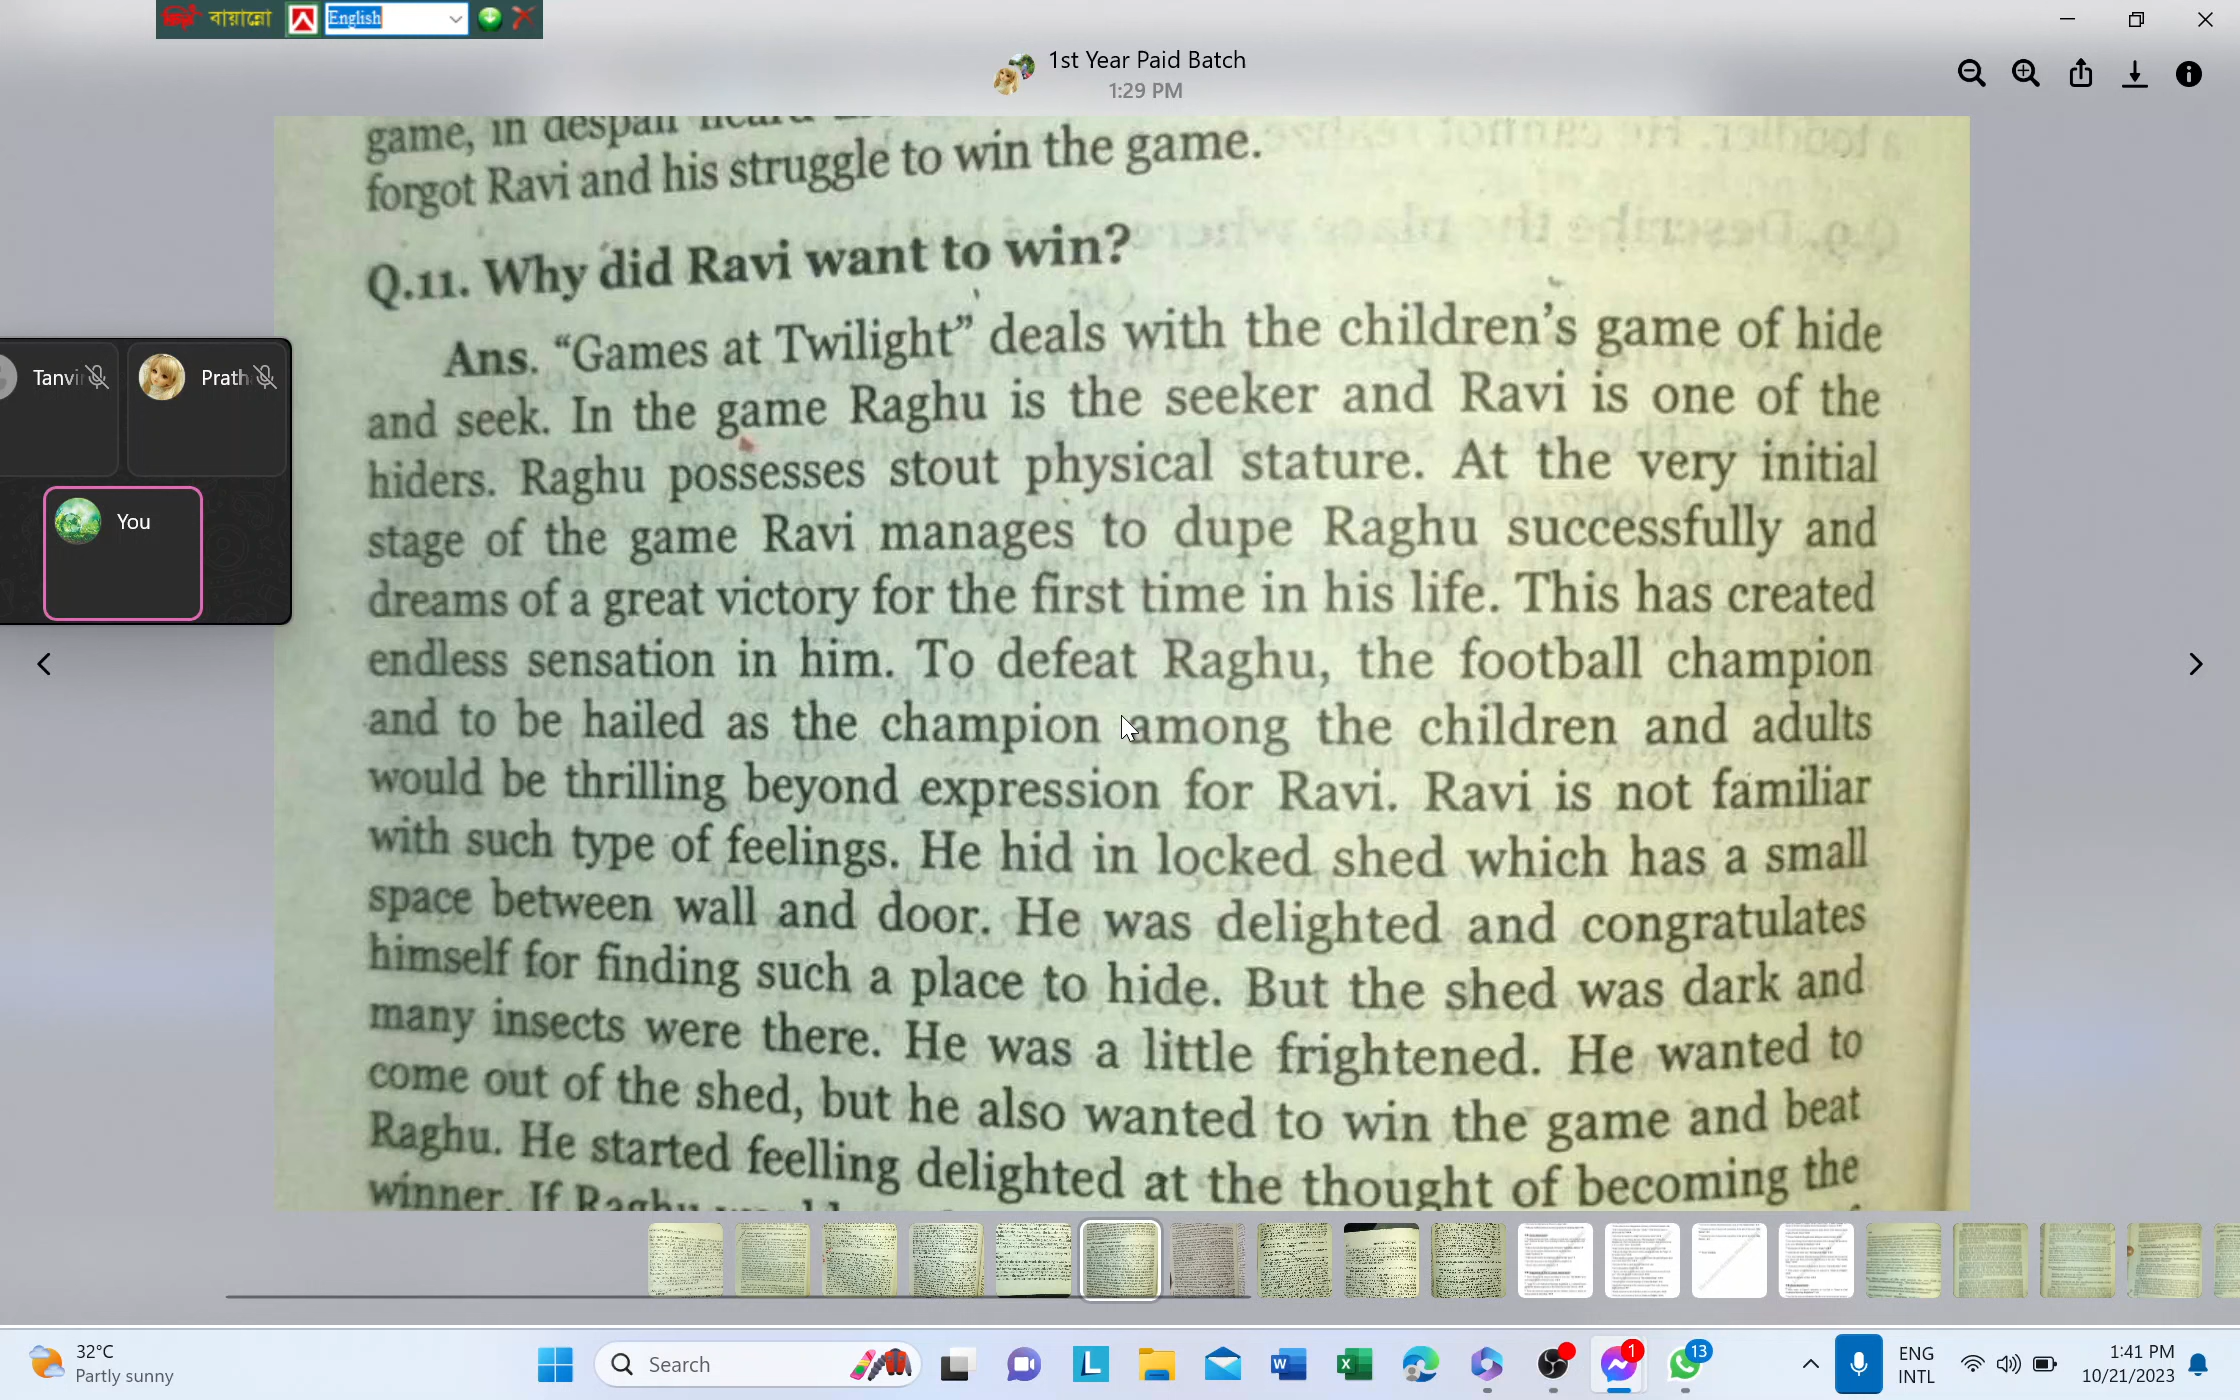 বায়ান্নো English
1st Year Paid Batch
1:29 PM
game, in despair heard
forgot Ravi and his struggle to win the game.
Q.11. Why did Ravi want to win?
Ans. “Games at Twilight” deals with the children’s game of hide
and seek. In the game Raghu is the seeker and Ravi is one of the
hiders. Raghu possesses stout physical stature. At the very initial
stage of the game Ravi manages to dupe Raghu successfully and
dreams of a great victory for the first time in his life. This has created
endless sensation in him. To defeat Raghu, the football champion
and to be hailed as the champion among the children and adults
would be thrilling beyond expression for Ravi. Ravi is not familiar
with such type of feelings. He hid in locked shed which has a small
space between wall and door. He was delighted and congratulates
himself for finding such a place to hide. But the shed was dark and
many insects were there. He was a little frightened. He wanted to
come out of the shed, but he also wanted to win the game and beat
Raghu. He started feelling delighted at the thought of becoming the
winner. If Raghu
Tanvi
Prath
You
32°C
Partly sunny
Search
1
13
ENG
INTL
1:41 PM
10/21/2023